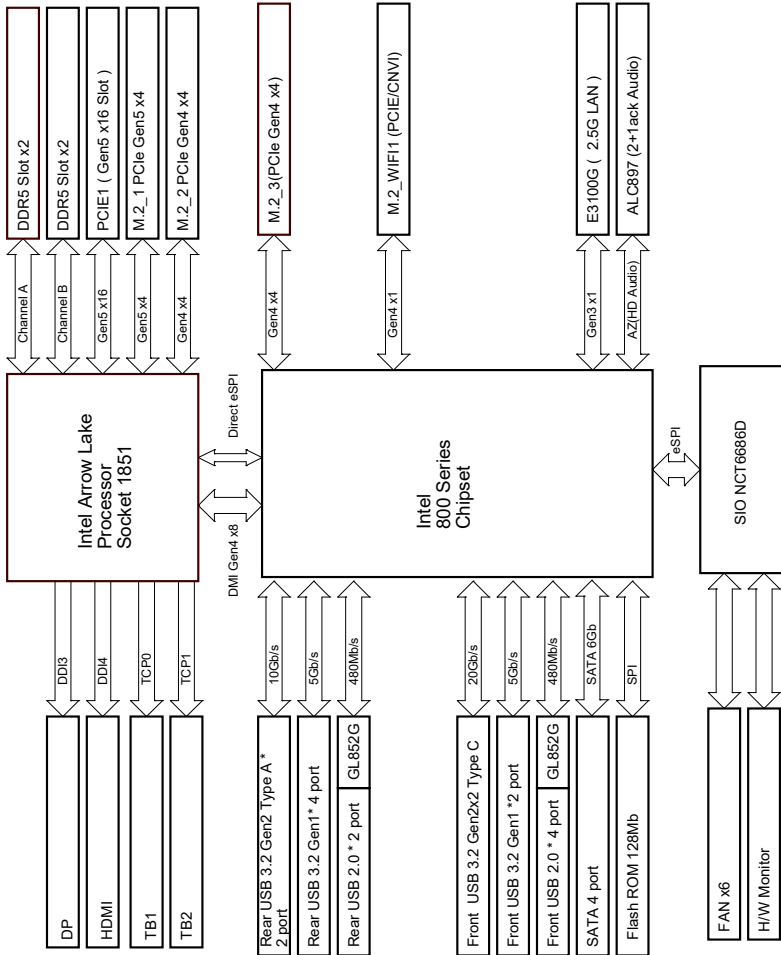 DDR5 Slot x2
DDR5 Slot x2
PCIE1 ( Gen5 x16 Slot )
M.2_1 PCIe Gen5 x4
M.2_2 PCIe Gen4 x4
M.2_3(PCIe Gen4 x4)
M.2_WIFI1 (PCIE/CNVI)
E3100G ( 2.5G LAN )
ALC897 (2+1ack Audio)
Channel A
Channel B
Gen5 x16
Gen5 x4
Gen4 x4
Gen4 x4
Gen4 x1
Gen3 x1
AZ(HD Audio)
Intel Arrow Lake
Processor
Socket 1851
Direct eSPI
DMI Gen4 x8
Intel
800 Series
Chipset
eSPI
SIO NCT6686D
DDI3
DDI4
TCP0
TCP1
10Gb/s
5Gb/s
480Mb/s
20Gb/s
5Gb/s
480Mb/s
SATA 6Gb
SPI
DP
HDMI
TB1
TB2
Rear USB 3.2 Gen2 Type A *
2 port
Rear USB 3.2 Gen1* 4 port
Rear USB 2.0 * 2 port
GL852G
Front USB 3.2 Gen2x2 Type C
Front USB 3.2 Gen1 *2 port
Front USB 2.0 * 4 port
GL852G
SATA 4 port
Flash ROM 128Mb
FAN x6
H/W Monitor